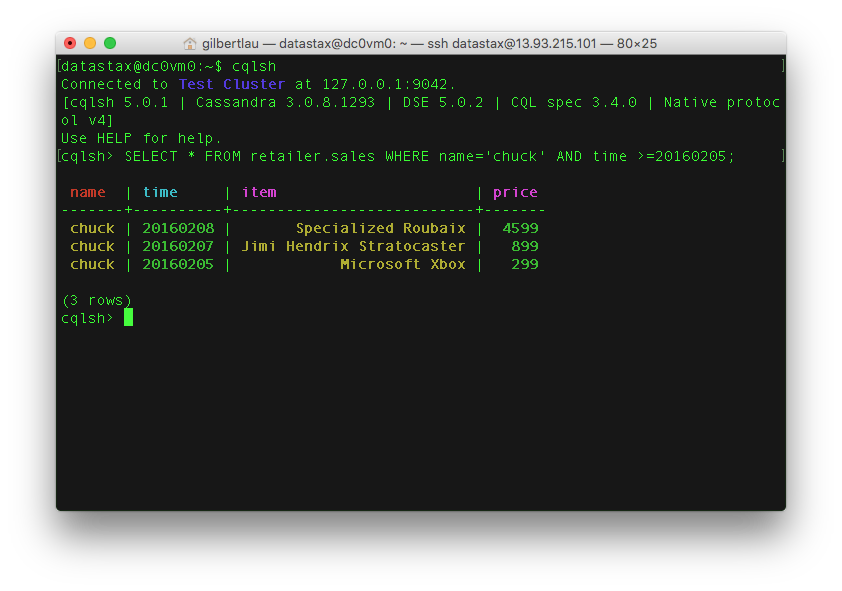 gilbertlau — datastax@dc0vm0: ~ — ssh datastax@13.93.215.101 — 80×25
[datastax@dc0vm0:~$ cqlsh ]
Connected to Test Cluster at 127.0.0.1:9042.
[cqlsh 5.0.1 | Cassandra 3.0.8.1293 | DSE 5.0.2 | CQL spec 3.4.0 | Native protoc
ol v4]
Use HELP for help.
[cqlsh> SELECT * FROM retailer.sales WHERE name='chuck' AND time >=20160205; ]
 name  | time     | item                      | price
-------+----------+---------------------------+-------
 chuck | 20160208 |       Specialized Roubaix |  4599
 chuck | 20160207 | Jimi Hendrix Stratocaster |   899
 chuck | 20160205 |            Microsoft Xbox |   299
(3 rows)
cqlsh>